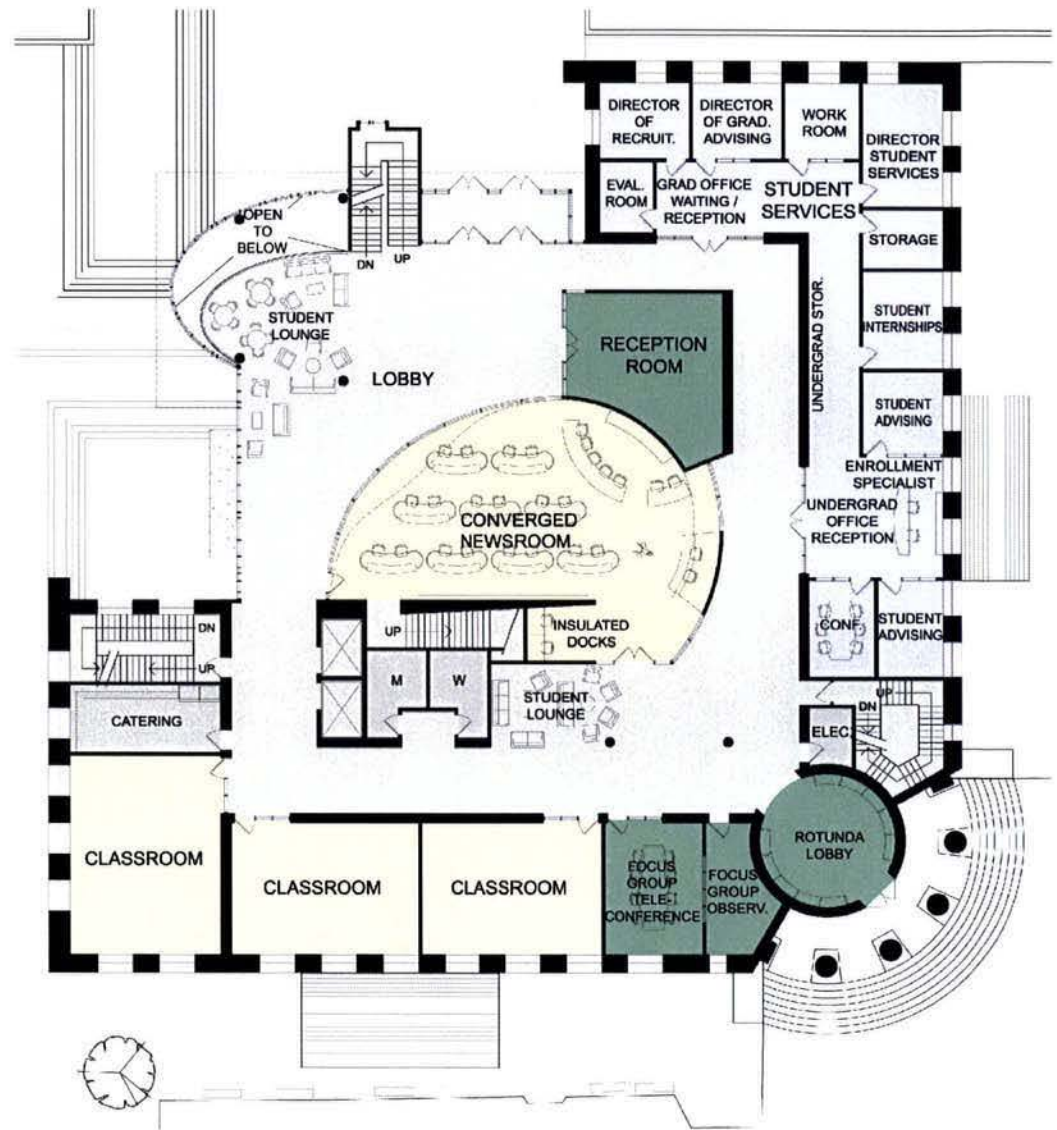 DIRECTOR
OF
RECRUIT.
DIRECTOR
OF GRAD.
ADVISING
WORK
ROOM
DIRECTOR
STUDENT
SERVICES
EVAL.
ROOM
GRAD OFFICE
WAITING /
RECEPTION
STUDENT
SERVICES
STORAGE
OPEN
TO
BELOW
DN
UP
STUDENT
LOUNGE
LOBBY
RECEPTION
ROOM
UNDERGRAD STOR.
STUDENT
INTERNSHIPS
STUDENT
ADVISING
ENROLLMENT
SPECIALIST
UNDERGRAD
OFFICE
RECEPTION
CONVERGED
NEWSROOM
CONF.
STUDENT
ADVISING
DN
UP
UP
INSULATED
DOCKS
M
W
STUDENT
LOUNGE
CATERING
UP
DN
ELEC.
CLASSROOM
CLASSROOM
CLASSROOM
FOCUS
GROUP
TELE-
CONFERENCE
FOCUS
GROUP
OBSERV.
ROTUNDA
LOBBY